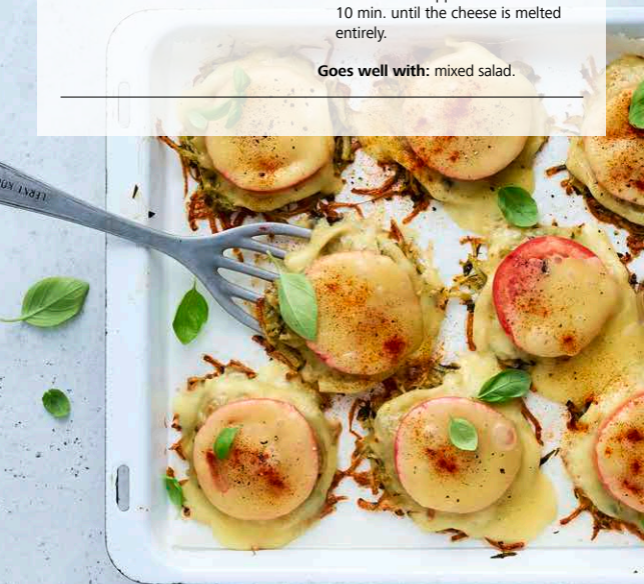 10 min. until the cheese is melted
entirely.
Goes well with: mixed salad.